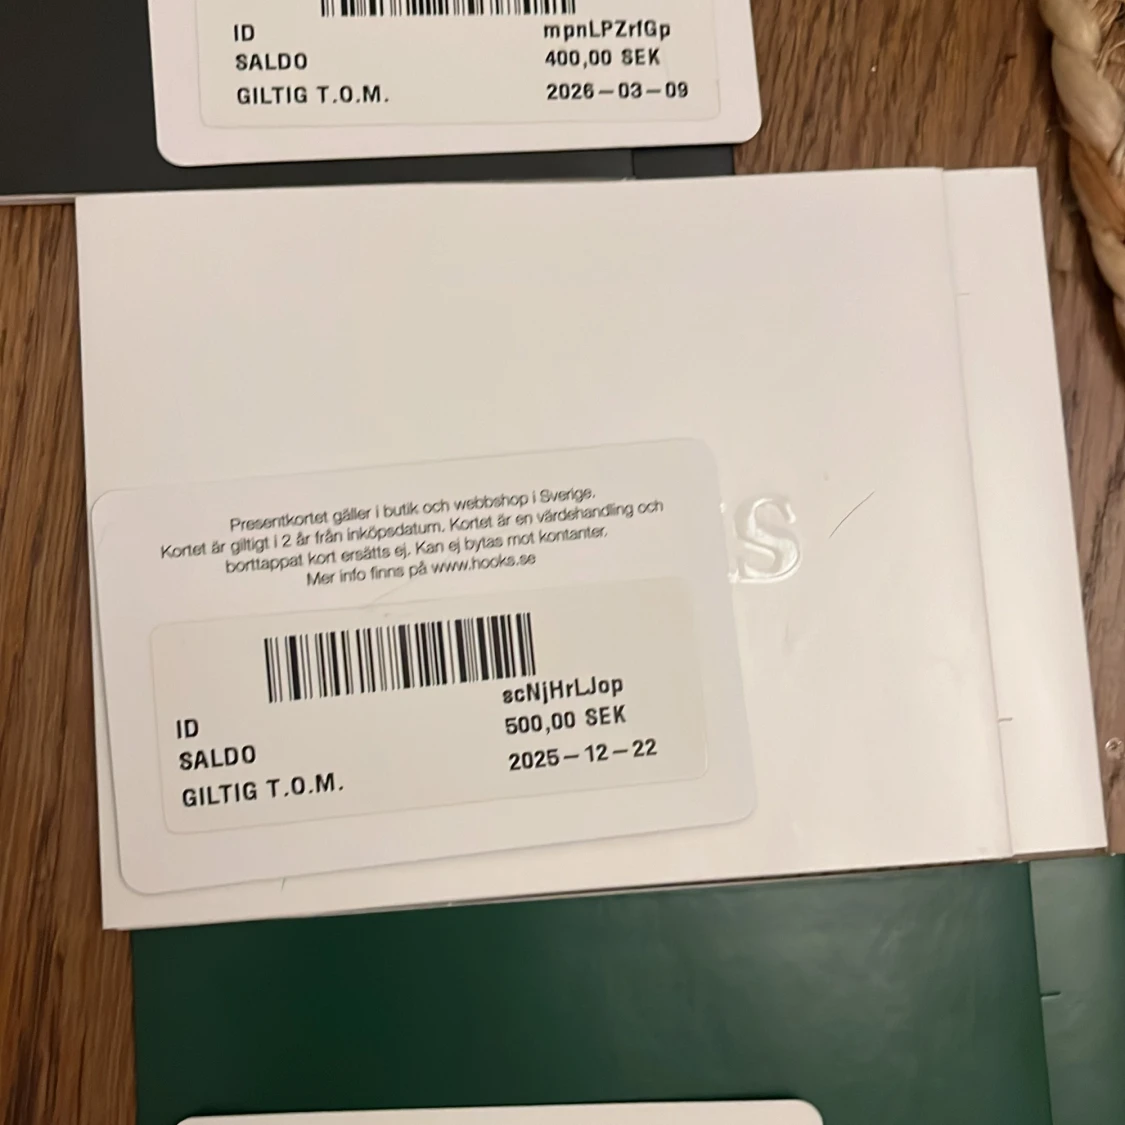 ID mpnLPZrfGp
SALDO 400,00 SEK
GILTIG T.O.M. 2026-03-09
S
Presentkortet gäller i butik och webbshop i Sverige.
Kortet är giltigt i 2 år från inköpsdatum. Kortet är en värdehandling och
borttappat kort ersätts ej. Kan ej bytas mot kontanter.
Mer info finns på www.hooks.se
ID scNjHrLJop
SALDO 500,00 SEK
GILTIG T.O.M. 2025-12-22